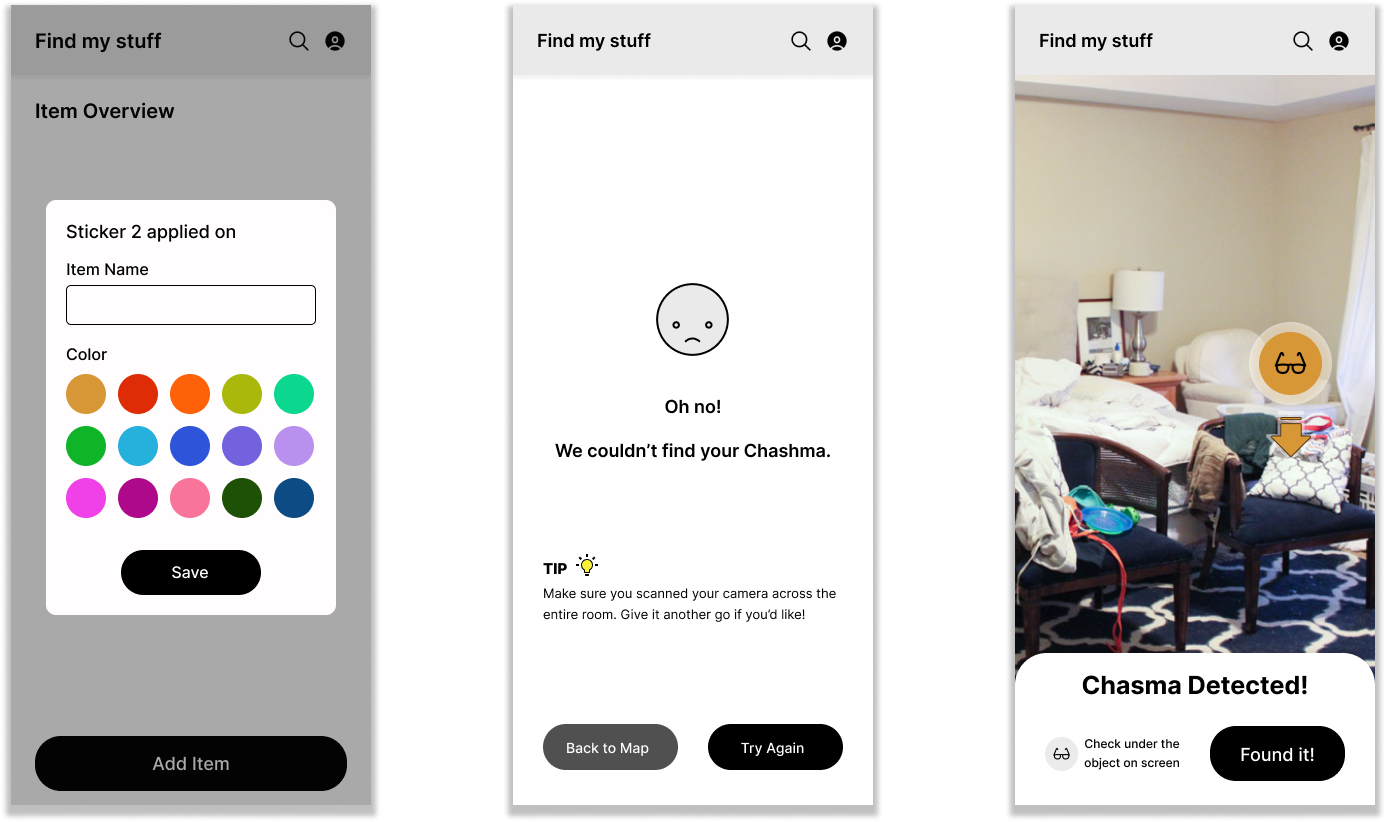 Find my stuff
Item Overview
Sticker 2 applied on
Item Name
Color
Save
Add Item
Find my stuff
Oh no!
We couldn’t find your Chashma.
TIP
Make sure you scanned your camera across the
entire room. Give it another go if you’d like!
Back to Map
Try Again
Find my stuff
Chasma Detected!
Check under the
object on screen
Found it!